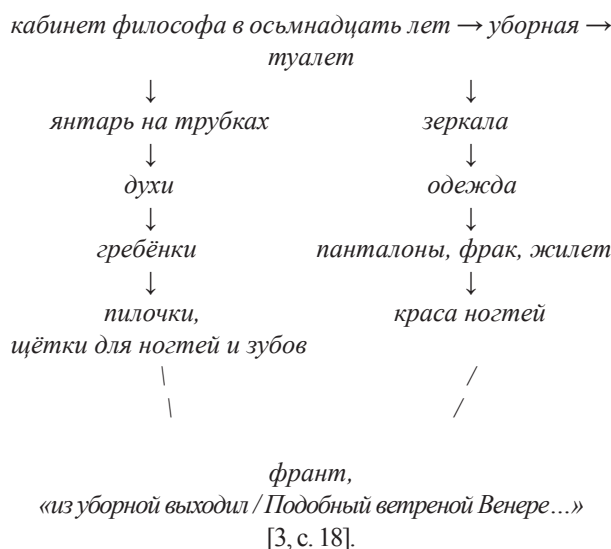 кабинет философа в осьмнадцать лет → уборная →
туалет
↓ ↓
янтарь на трубках зеркала
↓ ↓
духи одежда
↓ ↓
гребёнки панталоны, фрак, жилет
↓ ↓
пилочки, краса ногтей
щётки для ногтей и зубов
\ /
\ /
франт,
«из уборной выходил / Подобный ветреной Венере…»
[3, с. 18].